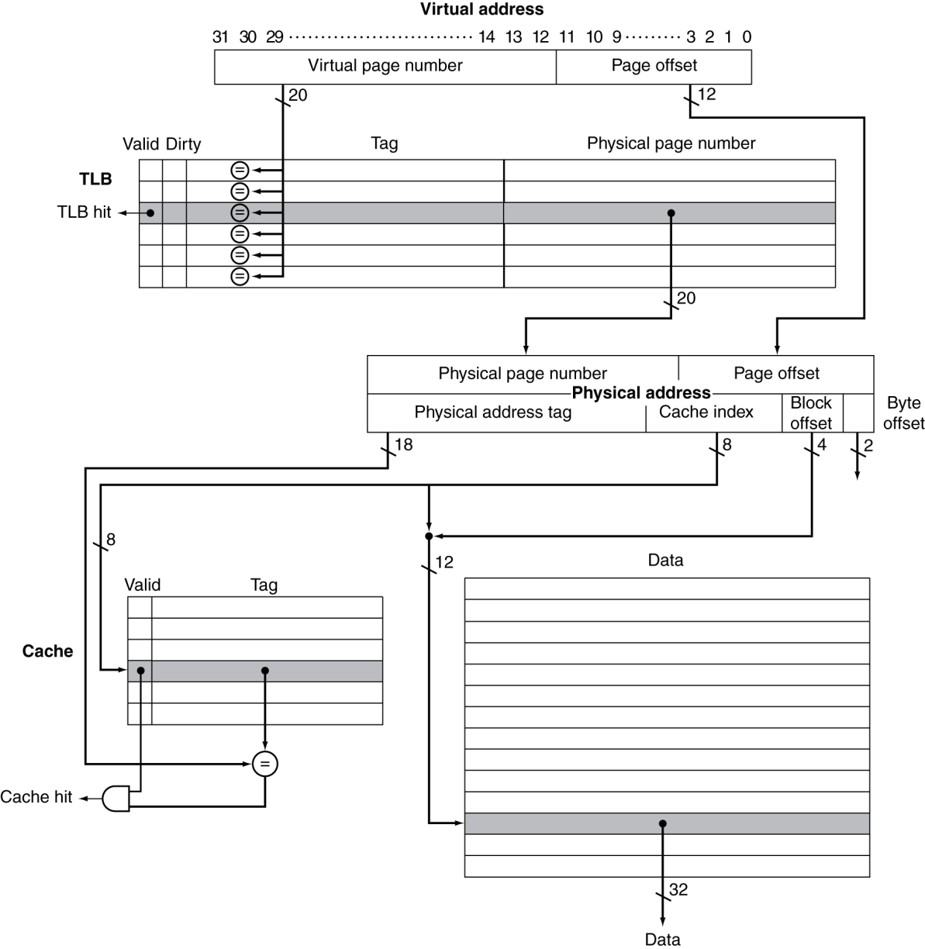 Virtual address
31 30 29 ······················ 14 13 12 11 10 9 ········· 3 2 1 0
Virtual page number Page offset
20 12
Valid Dirty Tag Physical page number
TLB
=
=
TLB hit =
=
=
=
20
Physical page number Page offset
Physical address
Physical address tag Cache index Block offset Byte offset
18 8 4 2
8
12
Data
Valid Tag
Cache
=
Cache hit
32
Data